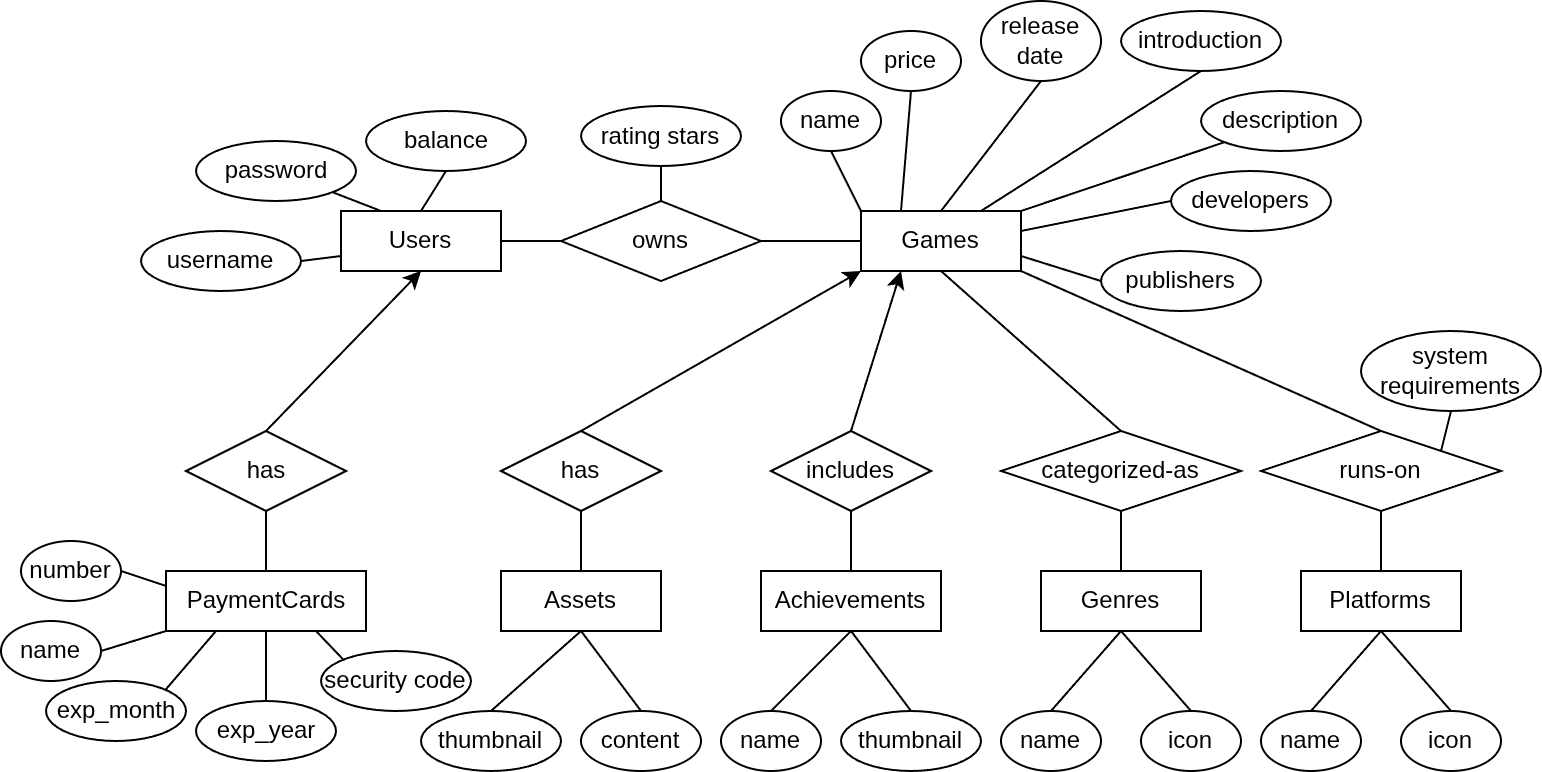 release
date
introduction
price
name
description
rating stars
balance
password
developers
Users
owns
Games
username
publishers
system
requirements
has
has
includes
categorized-as
runs-on
number
PaymentCards
Assets
Achievements
Genres
Platforms
name
security code
exp_month
exp_year
thumbnail
content
name
thumbnail
name
icon
name
icon